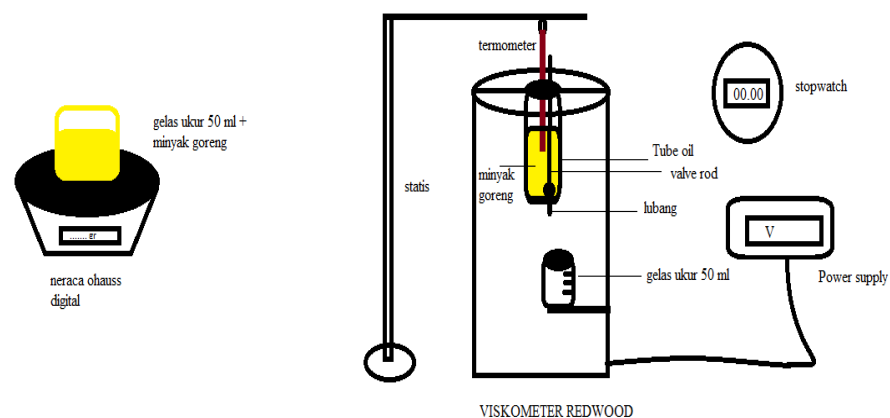 termometer
00.00
stopwatch
gelas ukur 50 ml +
minyak goreng
Tube oil
minyak
goreng
valve rod
statis
lubang
....... gr
V
gelas ukur 50 ml
Power supply
neraca ohauss
digital
VISKOMETER REDWOOD